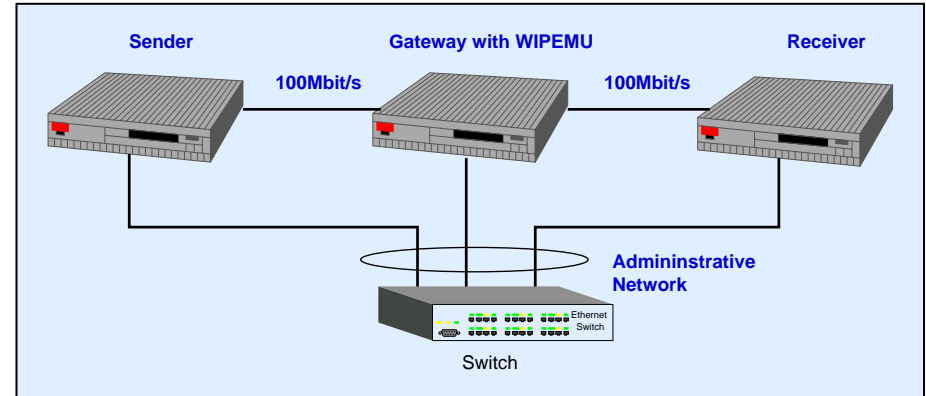 Sender
Gateway with WIPEMU
Receiver
100Mbit/s
100Mbit/s
Admininstrative
Network
Ethernet
Switch
Switch